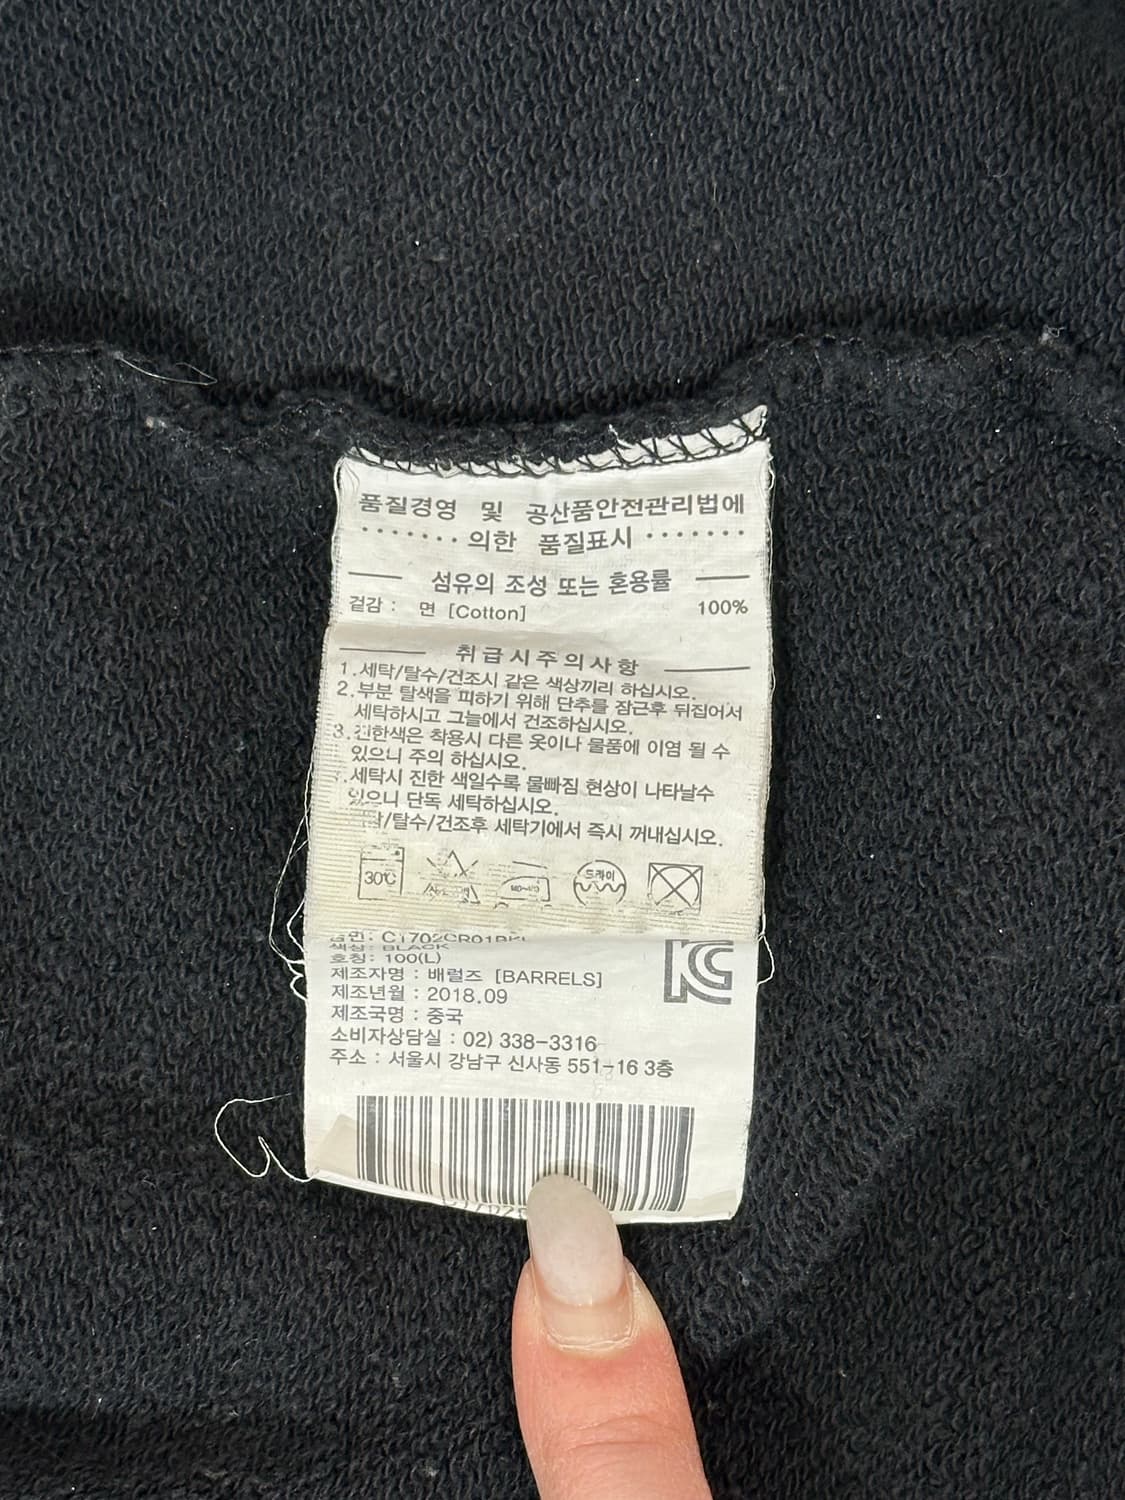 품질경영 및 공산품안전관리법에
······· 의한 품질표시 ·······
섬유의 조성 또는 혼용률
겉감 : 면 [Cotton] 100%
취급시주의사항
1.세탁/탈수/건조시 같은 색상끼리 하십시오.
2.부분 탈색을 피하기 위해 단추를 잠근후 뒤집어서
세탁하시고 그늘에서 건조하십시오.
3.진한색은 착용시 다른 옷이나 물품에 이염 될 수
있으니 주의 하십시오.
.세탁시 진한 색일수록 물빠짐 현상이 나타날수
있으니 단독 세탁하십시오.
/탈수/건조후 세탁기에서 즉시 꺼내십시오.
30℃
드라이
품번: C1702CR01BK
색상: BLACK
호칭: 100(L)
제조자명 : 배럴즈 [BARRELS]
제조년월 : 2018.09
제조국명 : 중국
소비자상담실 : 02) 338-3316
주소 : 서울시 강남구 신사동 551-16 3층